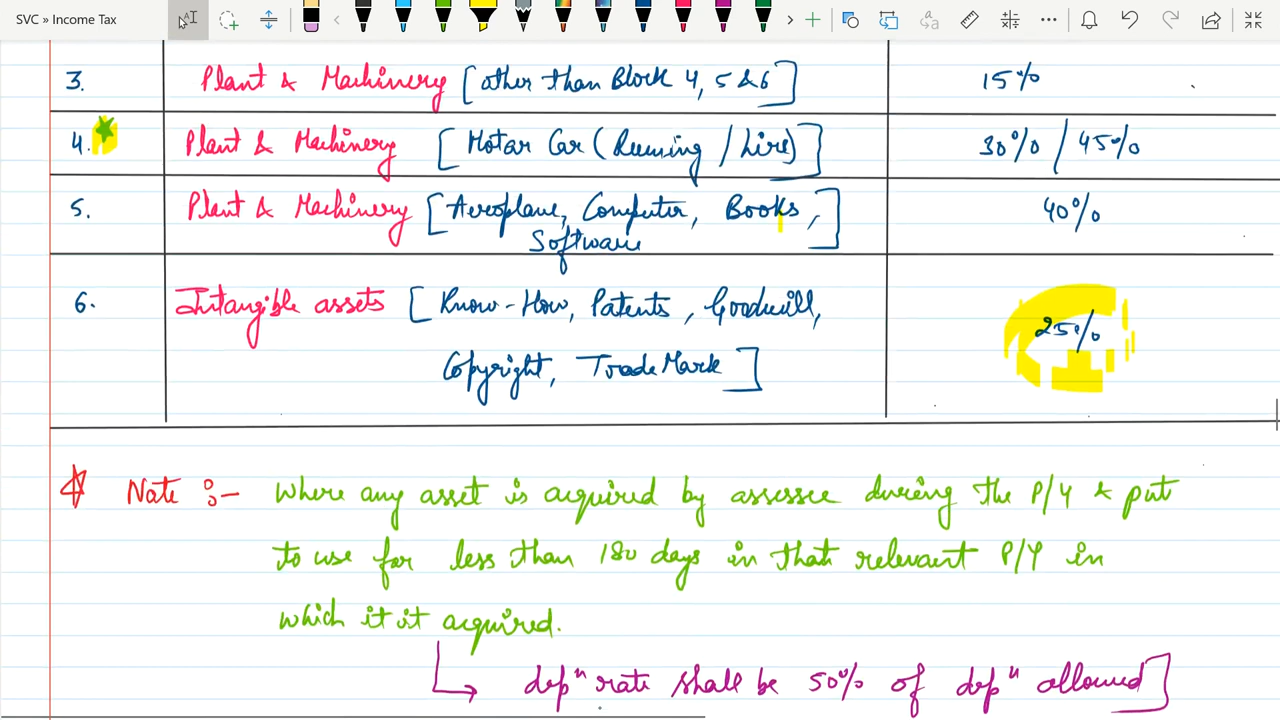 SVC » Income Tax
3. Plant & Machinery [other than Block 4, 5 & 6] 15%
4. Plant & Machinery [Motar Car (Running / Hire)] 30% / 45%
5. Plant & Machinery [Aeroplane, Computer, Books, 40%
Software]
6. Intangible assets [Know-How, Patents, Goodwill, 25%
Copyright, Trade Mark]
Note :- Where any asset is acquired by assessee during the P/Y & put
to use for less than 180 days in that relevant P/Y in
which it it acquired.
depⁿ rate shall be 50% of depⁿ allowed]